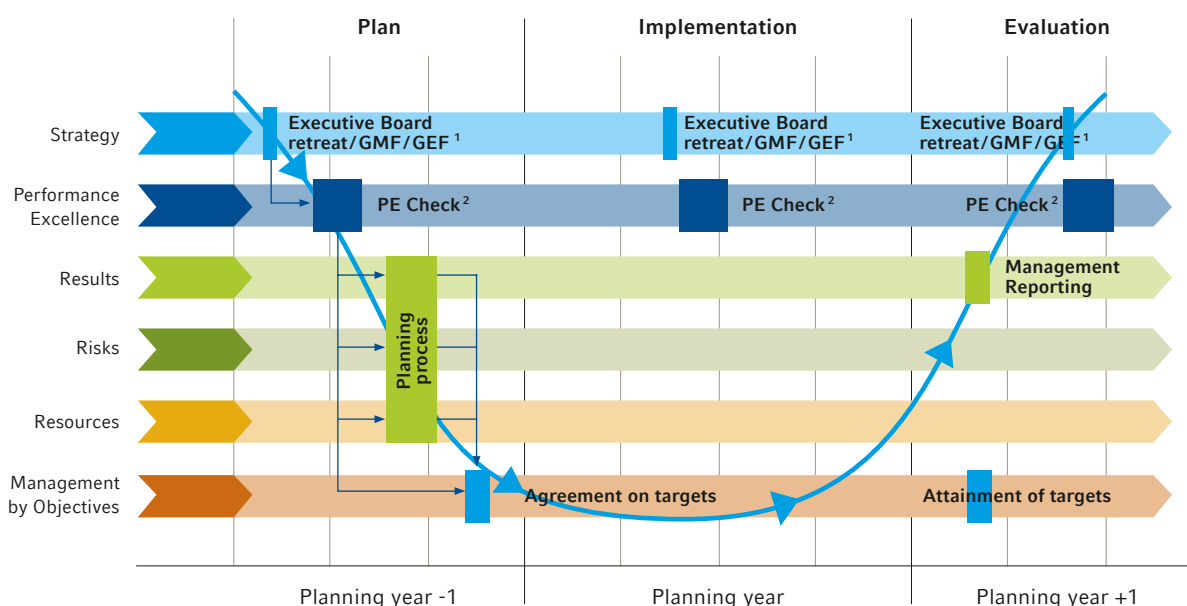 Plan
Implementation
Evaluation
Strategy
Executive Board
retreat/GMF/GEF 1
Executive Board
retreat/GMF/GEF 1
Executive Board
retreat/GMF/GEF 1
Performance
Excellence
PE Check 2
PE Check 2
PE Check 2
Results
Management
Reporting
Risks
Planning
process
Resources
Management
by Objectives
Agreement on targets
Attainment of targets
Planning year -1
Planning year
Planning year +1